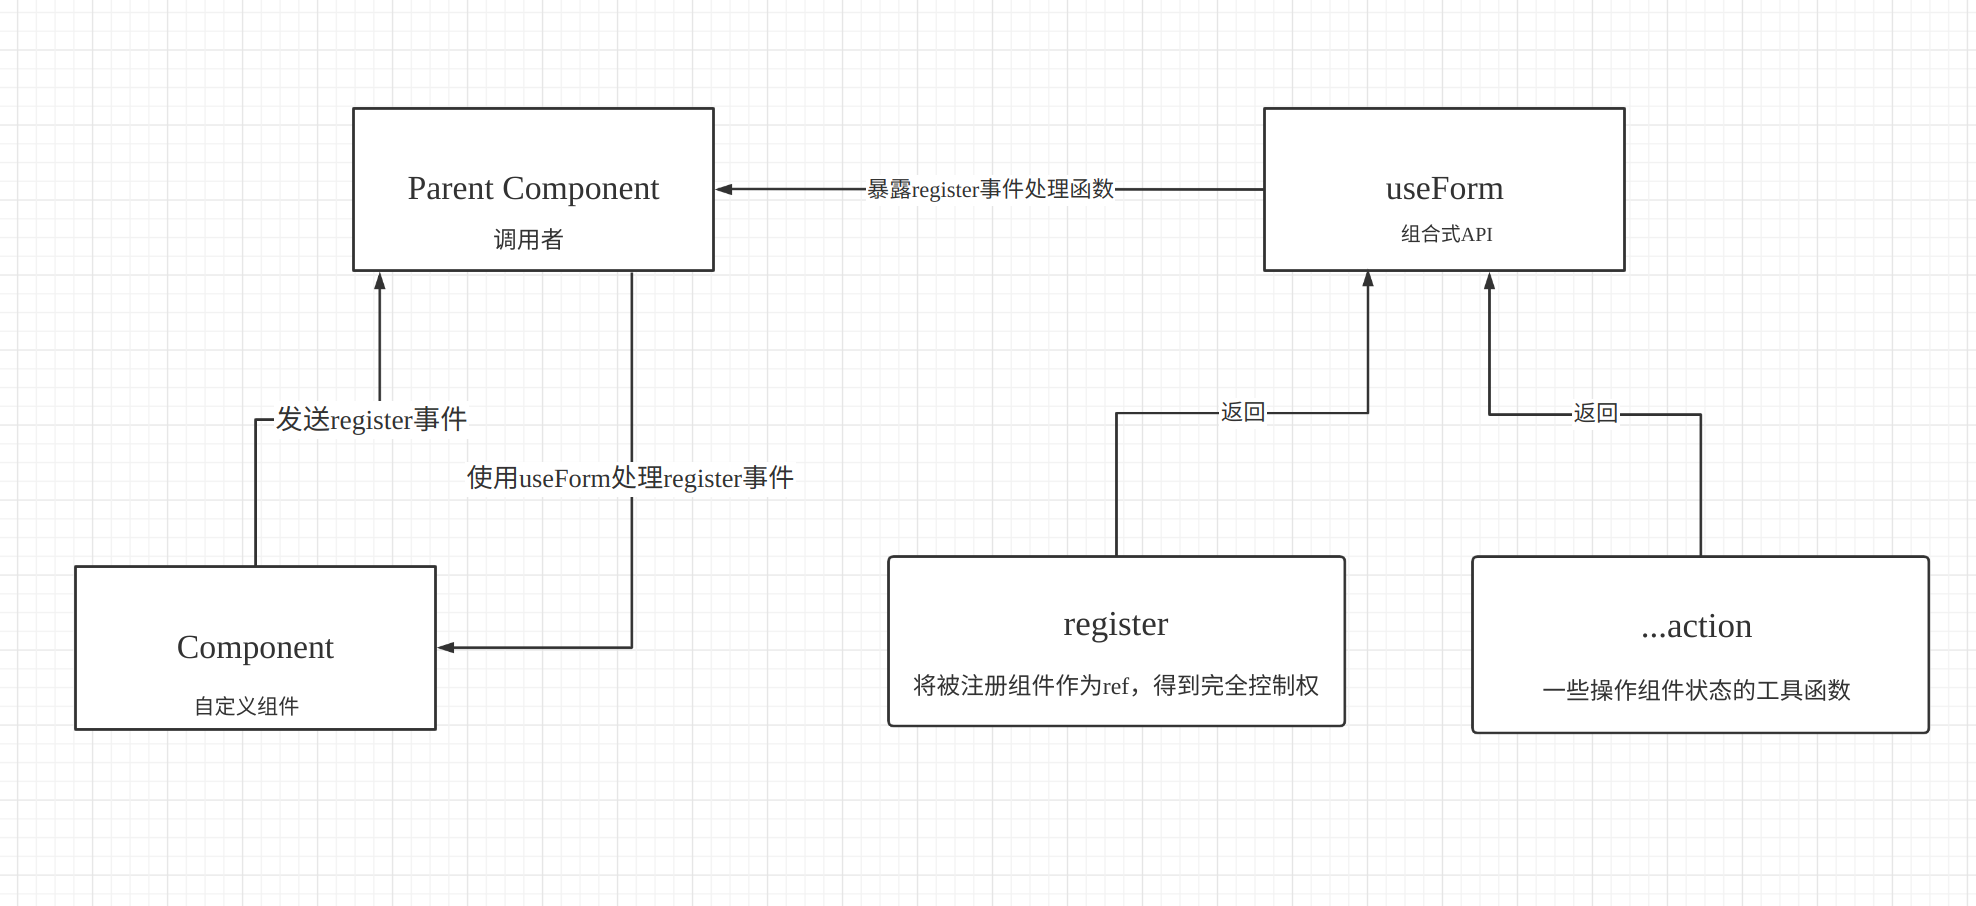 Parent Component
调用者
暴露register事件处理函数
useForm
组合式API
发送register事件
使用useForm处理register事件
返回
返回
Component
自定义组件
register
将被注册组件作为ref，得到完全控制权
...action
一些操作组件状态的工具函数